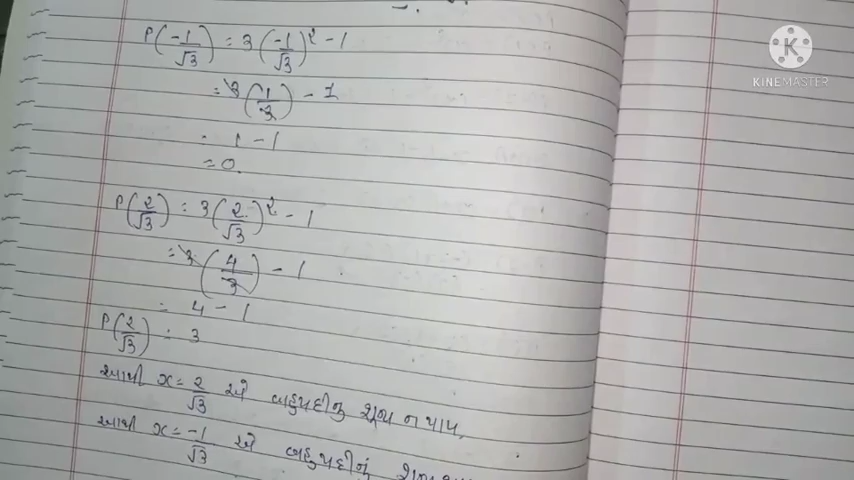 P(-1/√3) = 3(-1/√3)² - 1
= 3(1/3) - 1
= 1 - 1
= 0.
P(2/√3) = 3(2/√3)² - 1
= 3(4/3) - 1
= 4 - 1
P(2/√3) = 3
આથી x = 2/√3 એ બહુપદીનું શૂન્ય ન થાય.
આથી x = -1/√3 એ બહુપદીનું શૂન્ય
K
KINEMASTER